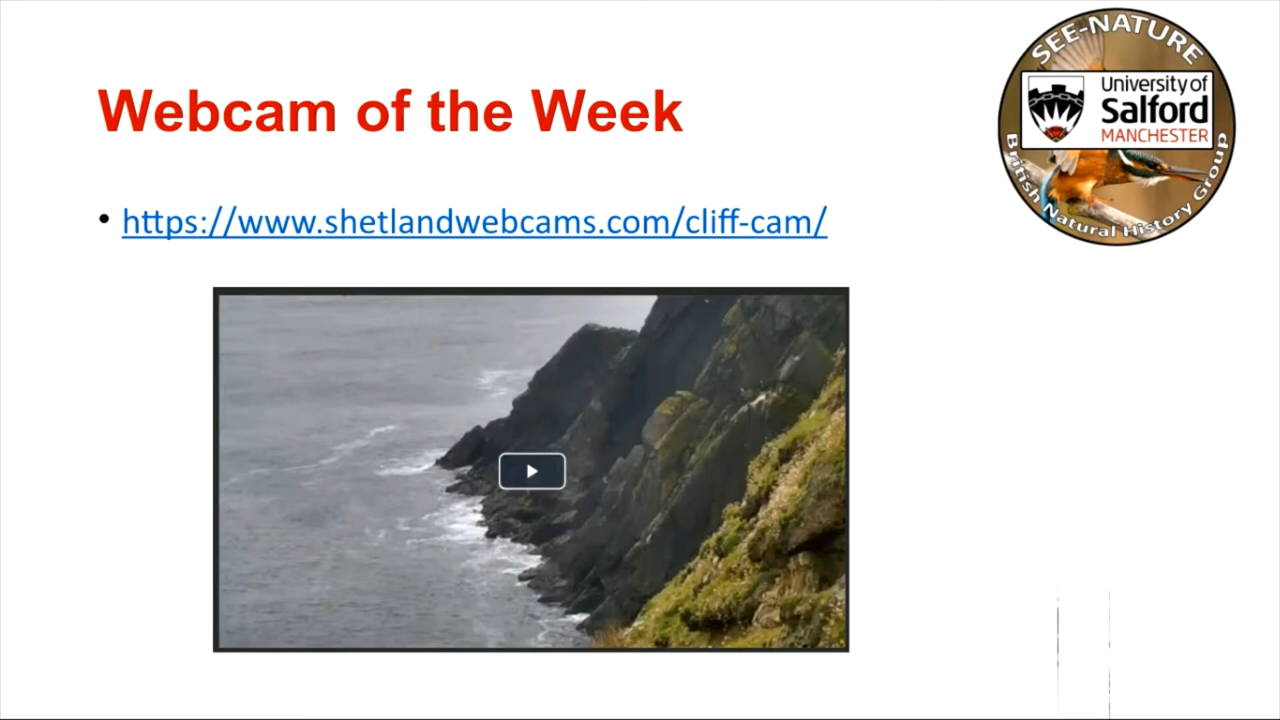 Webcam of the Week
• https://www.shetlandwebcams.com/cliff-cam/
SEE-NATURE
University of
Salford
MANCHESTER
British Natural History Group